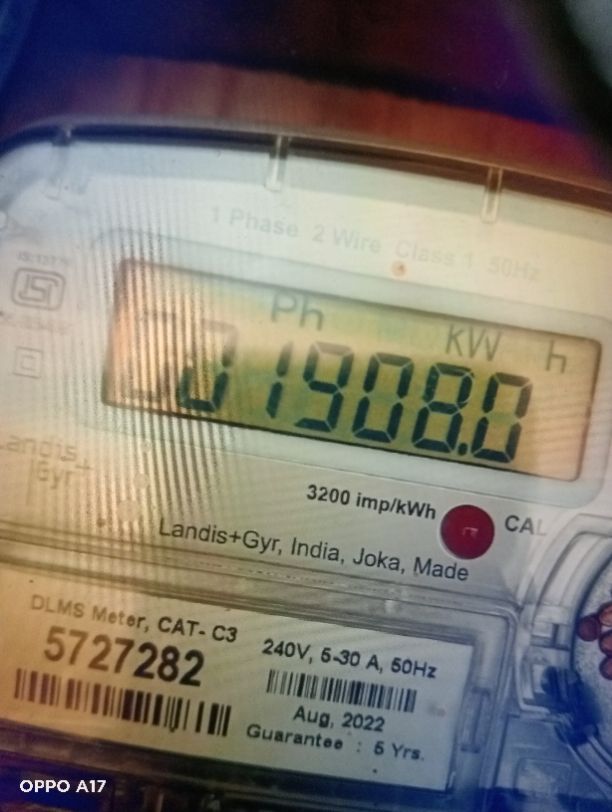 1 Phase 2 Wire Class 1 50Hz
Ph kW h
001908.0
Landis+
Gyr
3200 imp/kWh
CAL
Landis+Gyr, India, Joka, Made
DLMS Meter, CAT- C3
5727282
240V, 5-30 A, 50Hz
Aug, 2022
Guarantee : 5 Yrs.
OPPO A17